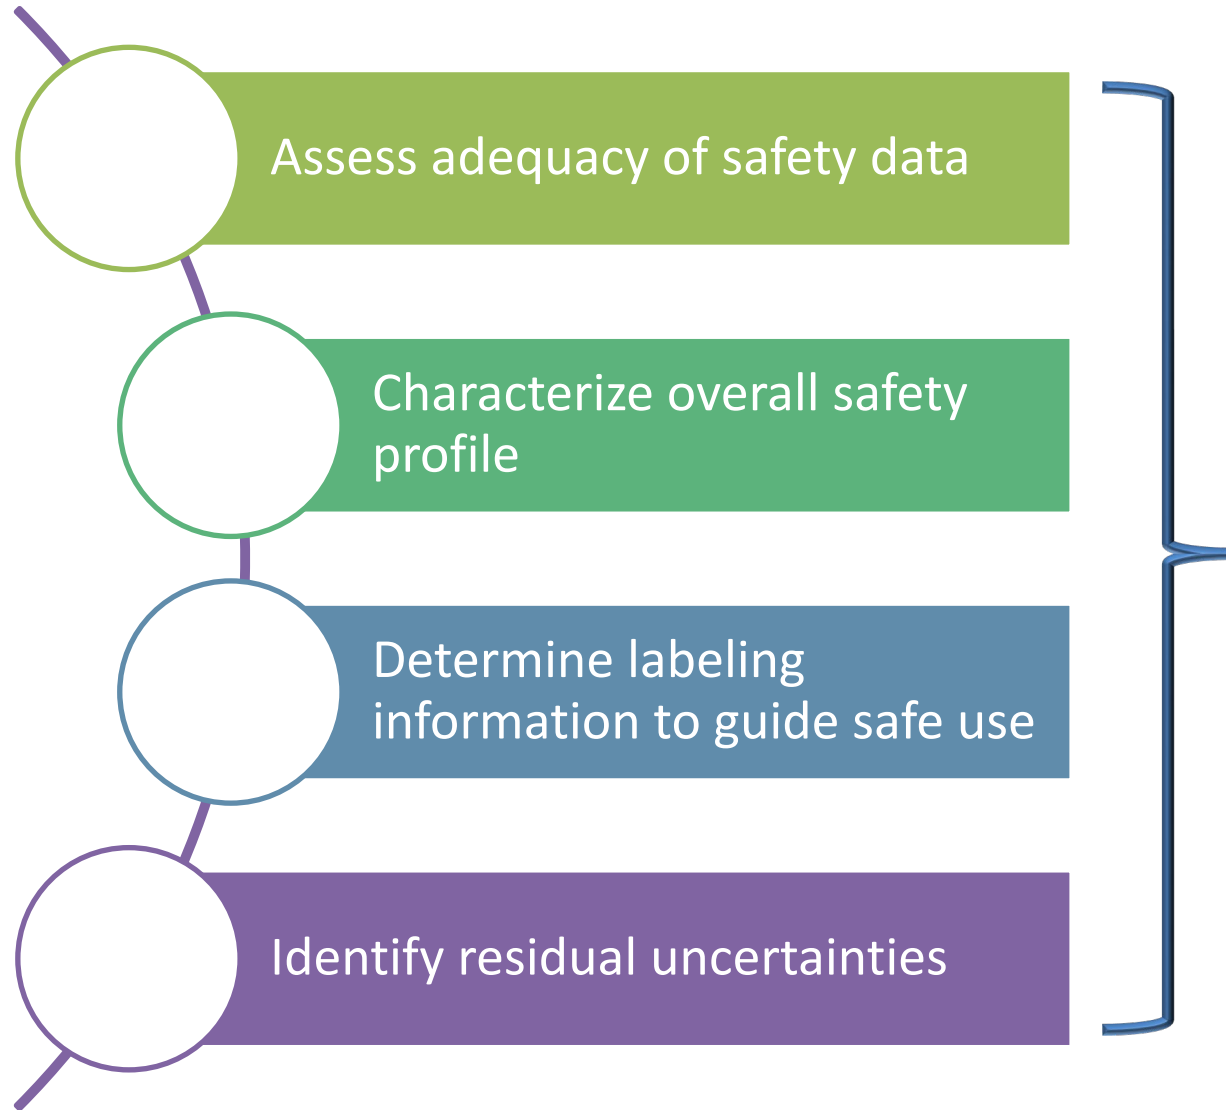 Assess adequacy of safety data
Characterize overall safety
profile
Determine labeling
information to guide safe use
Identify residual uncertainties